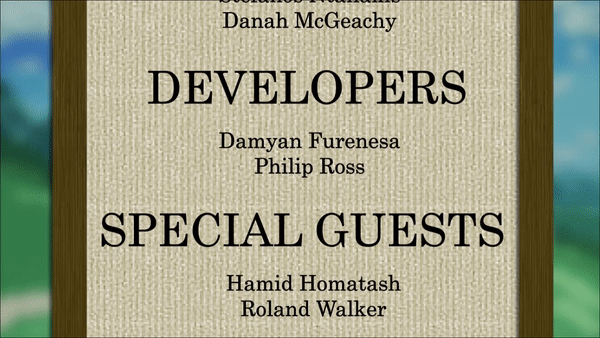 Danah McGeachy
DEVELOPERS
Damyan Furenesa
Philip Ross
SPECIAL GUESTS
Hamid Homatash
Roland Walker